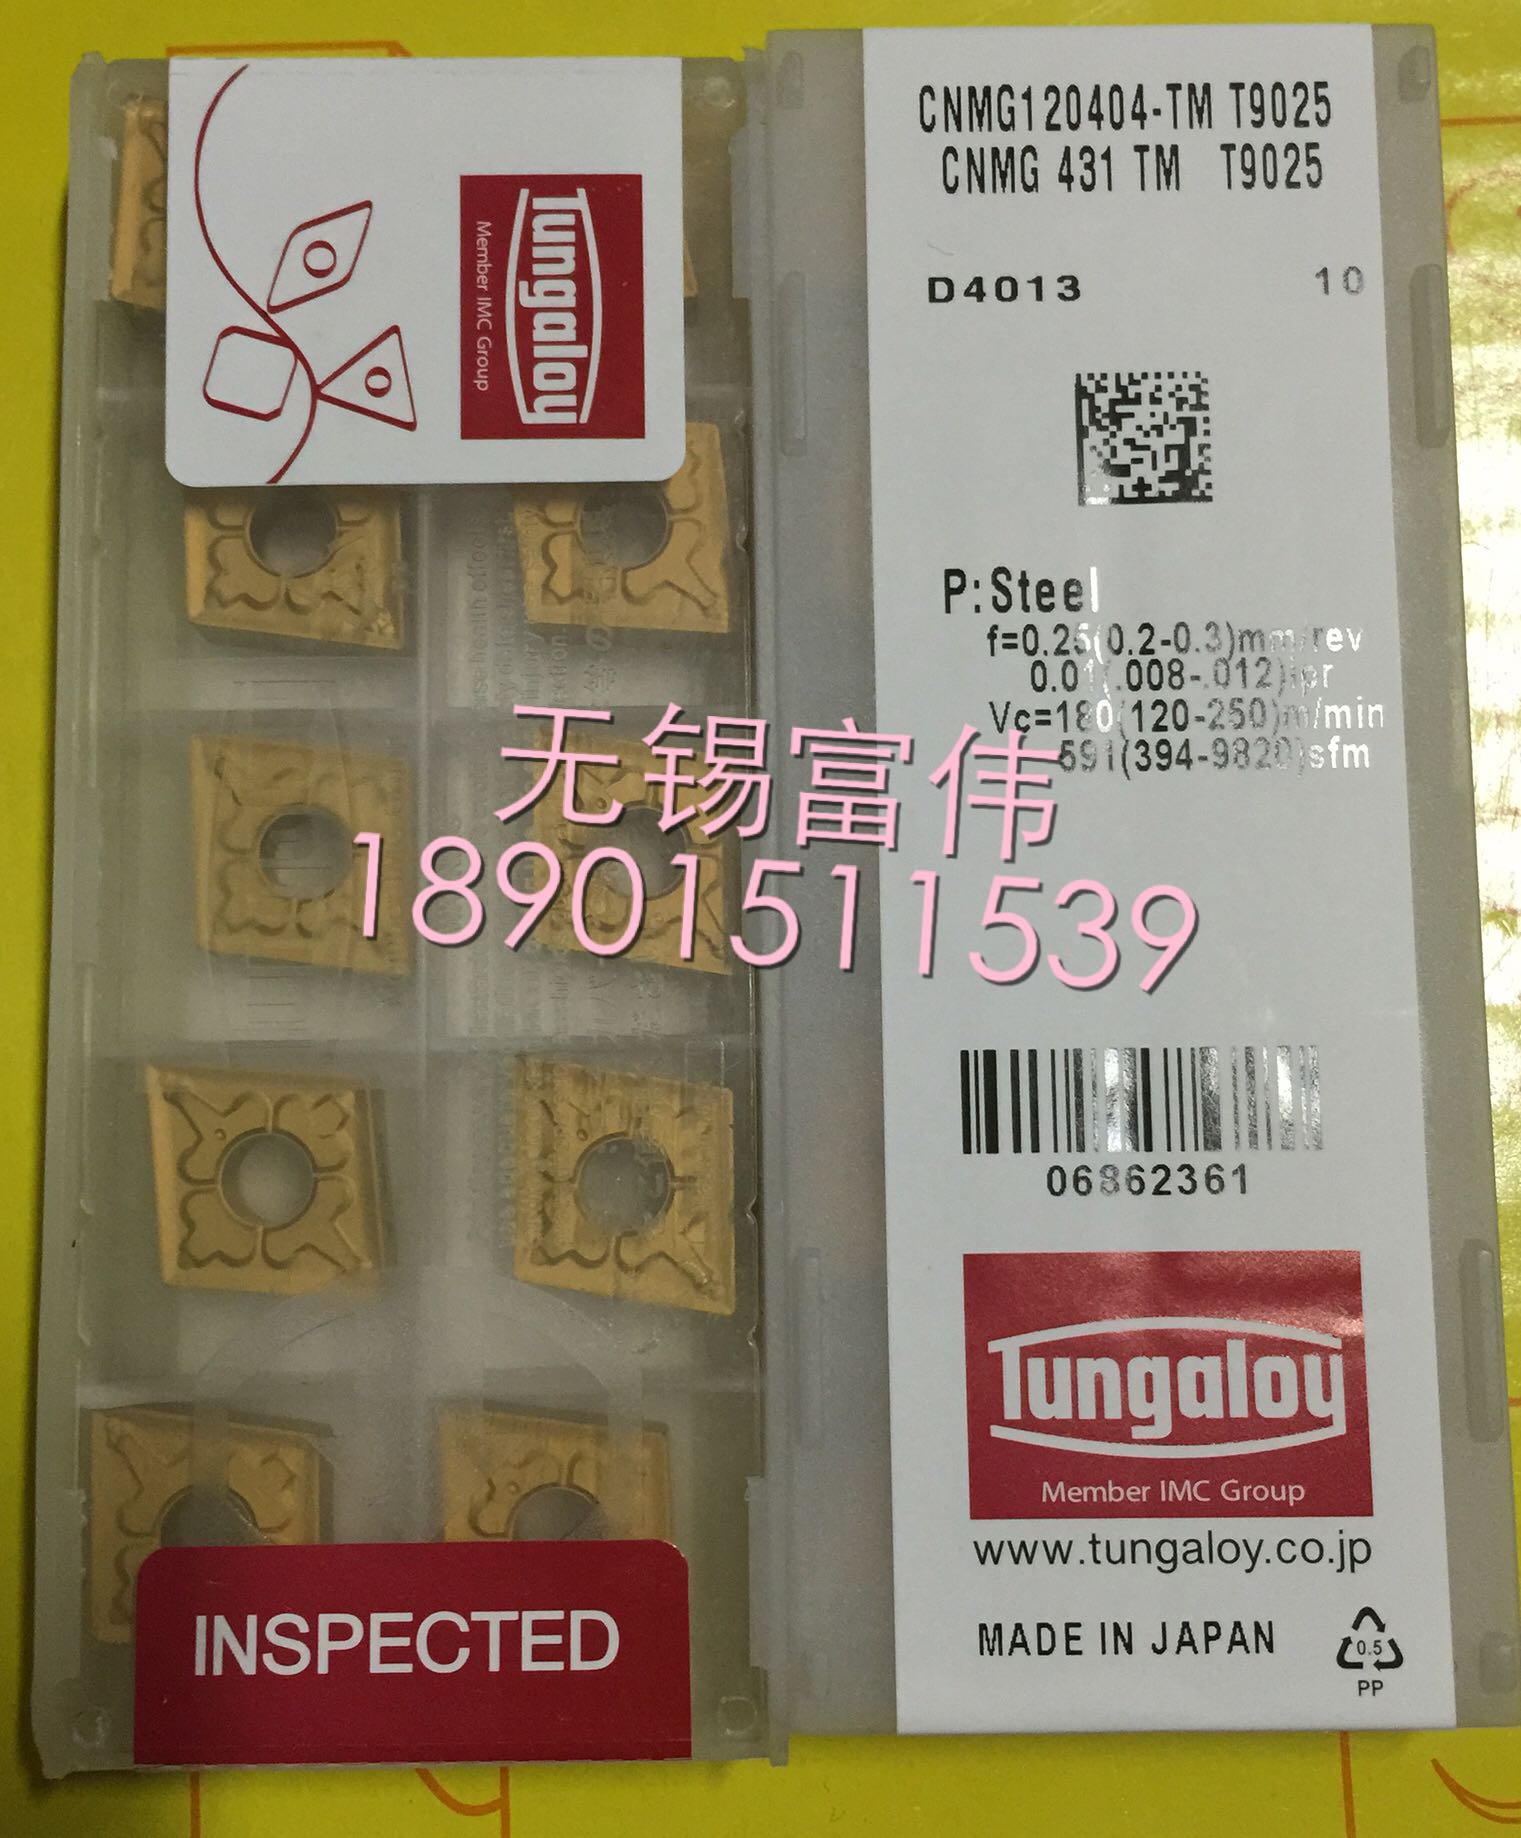 Tungaloy
Member IMC Group
INSPECTED
CNMG120404-TM T9025
CNMG 431 TM T9025
D4013 10
P:Steel
f=0.25(0.2-0.3)mm/rev
0.01(.008-.012)ipr
Vc=180(120-250)m/min
591(394-9820)sfm
无锡富伟
18901511539
06862361
Tungaloy
Member IMC Group
www.tungaloy.co.jp
MADE IN JAPAN
0.5
PP